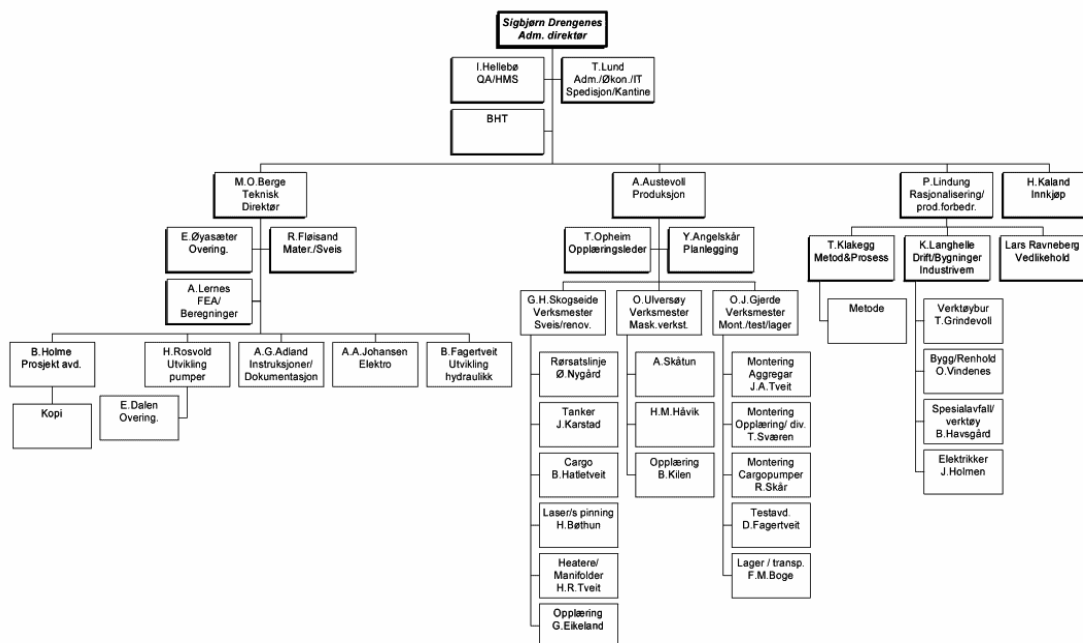 Sigbjørn Drengenes
Adm. direktør
I.Hellebø
QA/HMS
T.Lund
Adm./Økon./IT
Spedisjon/Kantine
BHT
M.O.Berge
Teknisk
Direktør
A.Austevoll
Produksjon
P.Lindung
Rasjonalisering/
prod.forbedr.
H.Kaland
Innkjøp
E.Øyasæter
Overing.
R.Fløisand
Mater./Sveis
T.Opheim
Opplæringsleder
Y.Angelskår
Planlegging
T.Klakegg
Metod&Prosess
K.Langhelle
Drift/Bygninger
Industrivern
Lars Ravneberg
Vedlikehold
A.Lernes
FEA/
Beregninger
G.H.Skogseide
Verksmester
Sveis/renov.
O.Ulversøy
Verksmester
Mask.verkst.
O.J.Gjerde
Verksmester
Mont./test/lager
Metode
Verktøybur
T.Grindevoll
B.Holme
Prosjekt avd.
H.Rosvold
Utvikling
pumper
A.G.Adland
Instruksjoner/
Dokumentasjon
A.A.Johansen
Elektro
B.Fagertveit
Utvikling
hydraulikk
Rørsatslinje
Ø.Nygård
A.Skåtun
Montering
Aggregar
J.A.Tveit
Bygg/Renhold
O.Vindenes
Kopi
E.Dalen
Overing.
Tanker
J.Karstad
H.M.Håvik
Montering
Opplæring/ div.
T.Sværen
Spesialavfall/
verktøy
B.Havsgård
Cargo
B.Hatletveit
Opplæring
B.Kilen
Montering
Cargopumper
R.Skår
Elektrikker
J.Holmen
Laser/s pinning
H.Bøthun
Testavd.
D.Fagertveit
Heatere/
Manifolder
H.R.Tveit
Lager / transp.
F.M.Boge
Opplæring
G.Eikeland